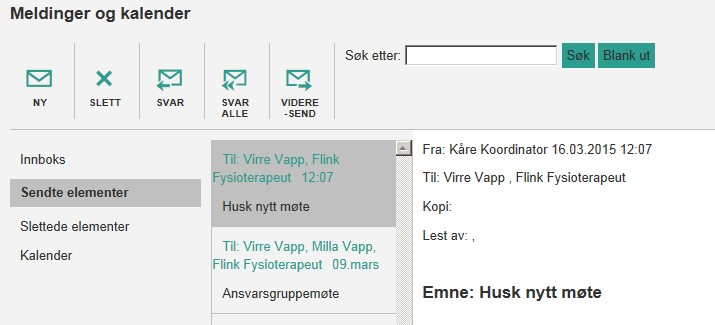 Meldinger og kalender
Søk etter: Søk Blank ut
NY
SLETT
SVAR
SVAR
ALLE
VIDERE
-SEND
Innboks
Sendte elementer
Slettede elementer
Kalender
Til: Virre Vapp, Flink
Fysioterapeut 12:07
Husk nytt møte
Til: Virre Vapp, Milla Vapp,
Flink Fysioterapeut 09.mars
Ansvarsgruppemøte
Fra: Kåre Koordinator 16.03.2015 12:07
Til: Virre Vapp , Flink Fysioterapeut
Kopi:
Lest av: ,
Emne: Husk nytt møte